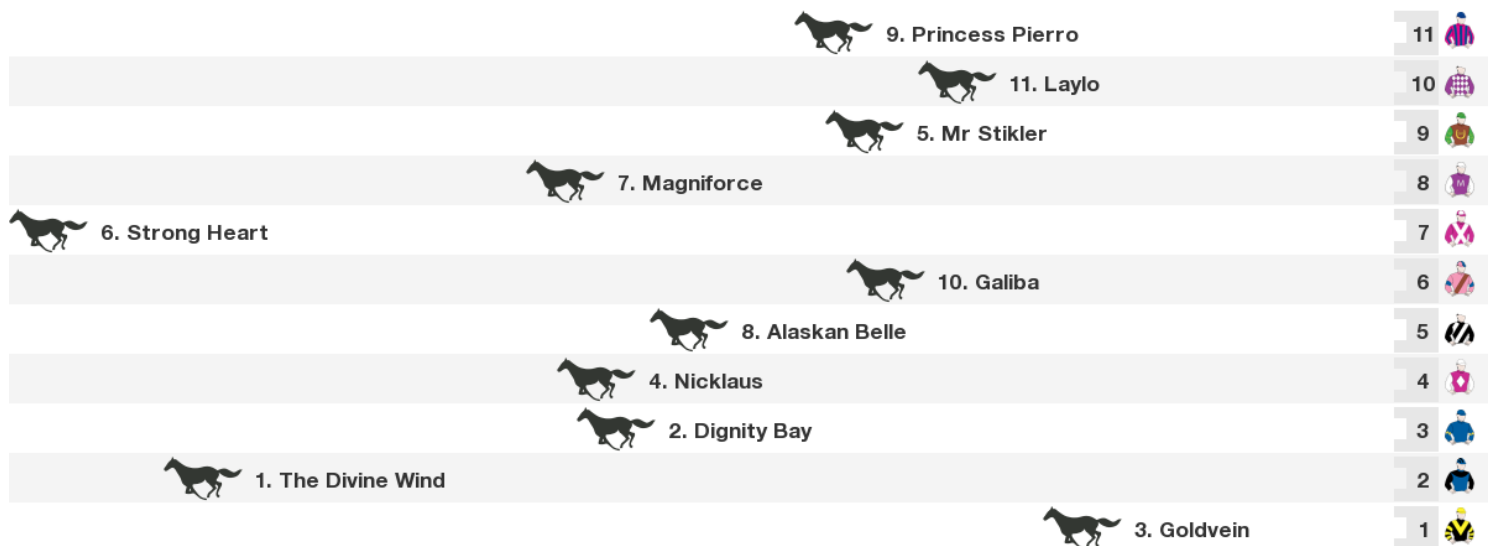 9. Princess Pierro 11
11. Laylo 10
5. Mr Stikler 9
7. Magniforce 8
M
6. Strong Heart 7
10. Galiba 6
8. Alaskan Belle 5
4. Nicklaus 4
2. Dignity Bay 3
1. The Divine Wind 2
3. Goldvein 1